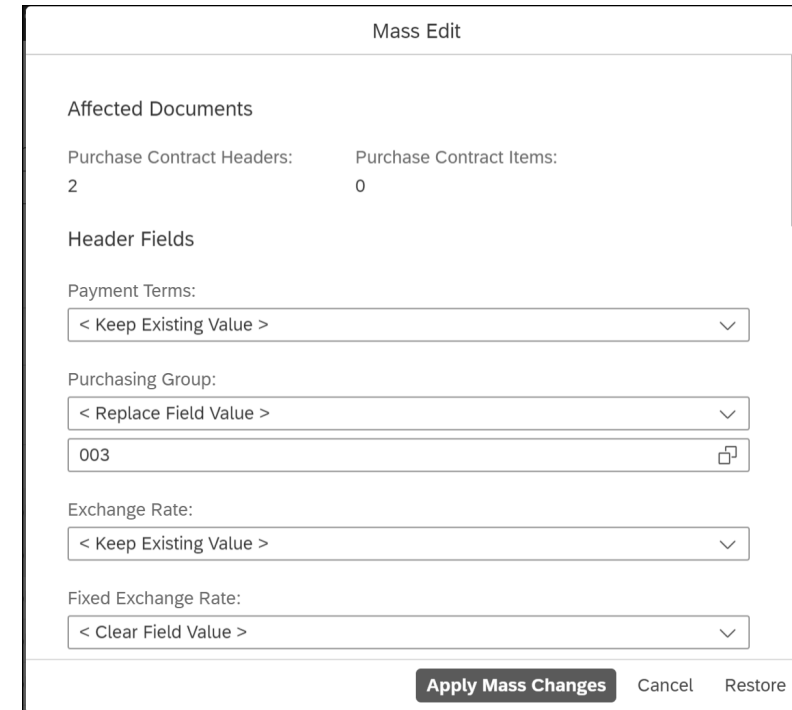 Mass Edit
Affected Documents
Purchase Contract Headers: Purchase Contract Items:
2 0
Header Fields
Payment Terms:
< Keep Existing Value >
Purchasing Group:
< Replace Field Value >
003
Exchange Rate:
< Keep Existing Value >
Fixed Exchange Rate:
< Clear Field Value >
Apply Mass Changes Cancel Restore